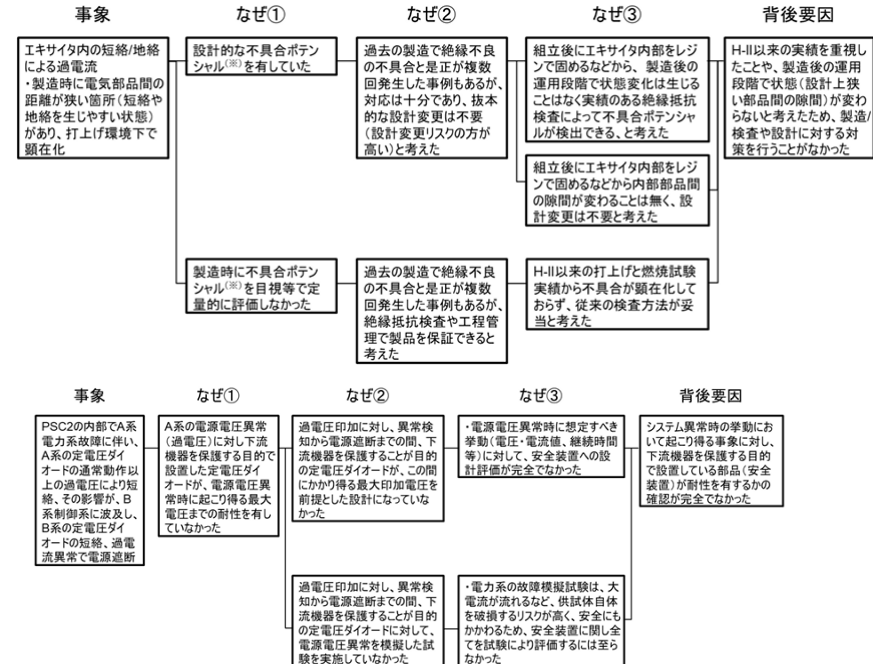 事象
なぜ①
なぜ②
なぜ③
背後要因
エキサイタ内の短絡/地絡
による過電流
・製造時に電気部品間の
距離が狭い箇所(短絡や
地絡を生じやすい状態)
があり、打上げ環境下で
顕在化
設計的な不具合ポテン
シャル(※)を有していた
過去の製造で絶縁不良
の不具合と是正が複数
回発生した事例もあるが、
対応は十分であり、抜本
的な設計変更は不要
(設計変更リスクの方が
高い)と考えた
組立後にエキサイタ内部をレジ
ンで固めるなどから、製造後の
運用段階で状態変化は生じる
ことはなく実績のある絶縁抵抗
検査によって不具合ポテンシャ
ルが検出できる、と考えた
H-II以来の実績を重視し
たことや、製造後の運用
段階で状態(設計上狭
い部品間の隙間)が変わ
らないと考えたため、製造/
検査や設計に対する対
策を行うことがなかった
組立後にエキサイタ内部をレジ
ンで固めるなどから内部部品間
の隙間が変わることは無く、設
計変更は不要と考えた
製造時に不具合ポテン
シャル(※)を目視等で定
量的に評価しなかった
過去の製造で絶縁不良
の不具合と是正が複数
回発生した事例もあるが、
絶縁抵抗検査や工程管
理で製品を保証できると
考えた
H-II以来の打上げと燃焼試験
実績から不具合が顕在化して
おらず、従来の検査方法が妥
当と考えた
事象
なぜ①
なぜ②
なぜ③
背後要因
PSC2の内部でA系
電力系故障に伴い、
A系の定電圧ダイ
オードの通常動作以
上の過電圧により短
絡、その影響が、B
系制御系に波及し、
B系の定電圧ダイ
オードの短絡、過電
流異常で電源遮断
A系の電源電圧異常
(過電圧)に対し下流
機器を保護する目的で
設置した定電圧ダイ
オードが、電源電圧異
常時に起こり得る最大
電圧までの耐性を有し
ていなかった
過電圧印加に対し、異常検
知から電源遮断までの間、下
流機器を保護することが目的
の定電圧ダイオードが、この間
にかかり得る最大印加電圧を
前提とした設計になっていな
かった
・電源電圧異常時に想定すべき
挙動(電圧・電流値、継続時間
等)に対して、安全装置への設
計評価が完全でなかった
システム異常時の挙動にお
いて起こり得る事象に対し、
下流機器を保護する目的
で設置している部品(安全
装置)が耐性を有するかの
確認が完全でなかった
過電圧印加に対し、異常検
知から電源遮断までの間、下
流機器を保護することが目的
の定電圧ダイオードに対して、
電源電圧異常を模擬した試
験を実施していなかった
・電力系の故障模擬試験は、大
電流が流れるなど、供試体自体
を破損するリスクが高く、安全にも
かかわるため、安全装置に関し全
てを試験により評価するには至ら
なかった